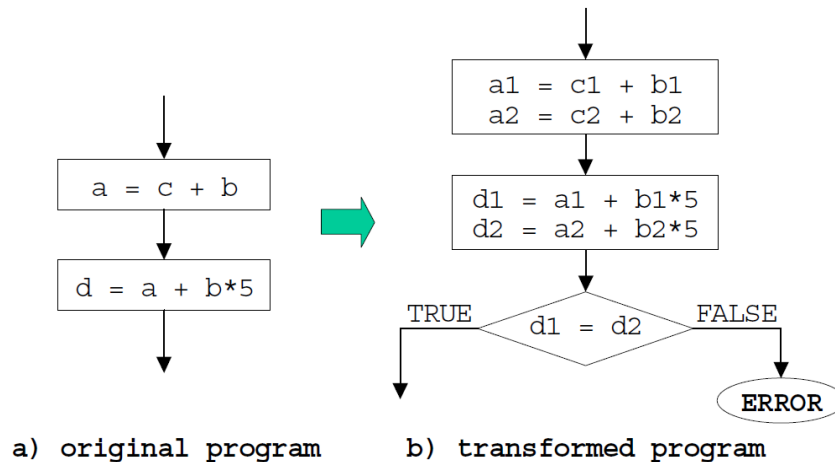 a = c + b
d = a + b*5
a) original program
a1 = c1 + b1
a2 = c2 + b2
d1 = a1 + b1*5
d2 = a2 + b2*5
TRUE
d1 = d2
FALSE
ERROR
b) transformed program